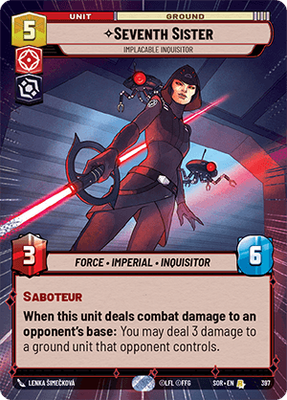 UNIT
GROUND
5
✧SEVENTH SISTER
IMPLACABLE INQUISITOR
3
6
FORCE • IMPERIAL • INQUISITOR
SABOTEUR
When this unit deals combat damage to an
opponent's base: You may deal 3 damage to
a ground unit that opponent controls.
LENKA ŠIMEČKOVÁ
©LFL ©FFG
SOR • EN
397